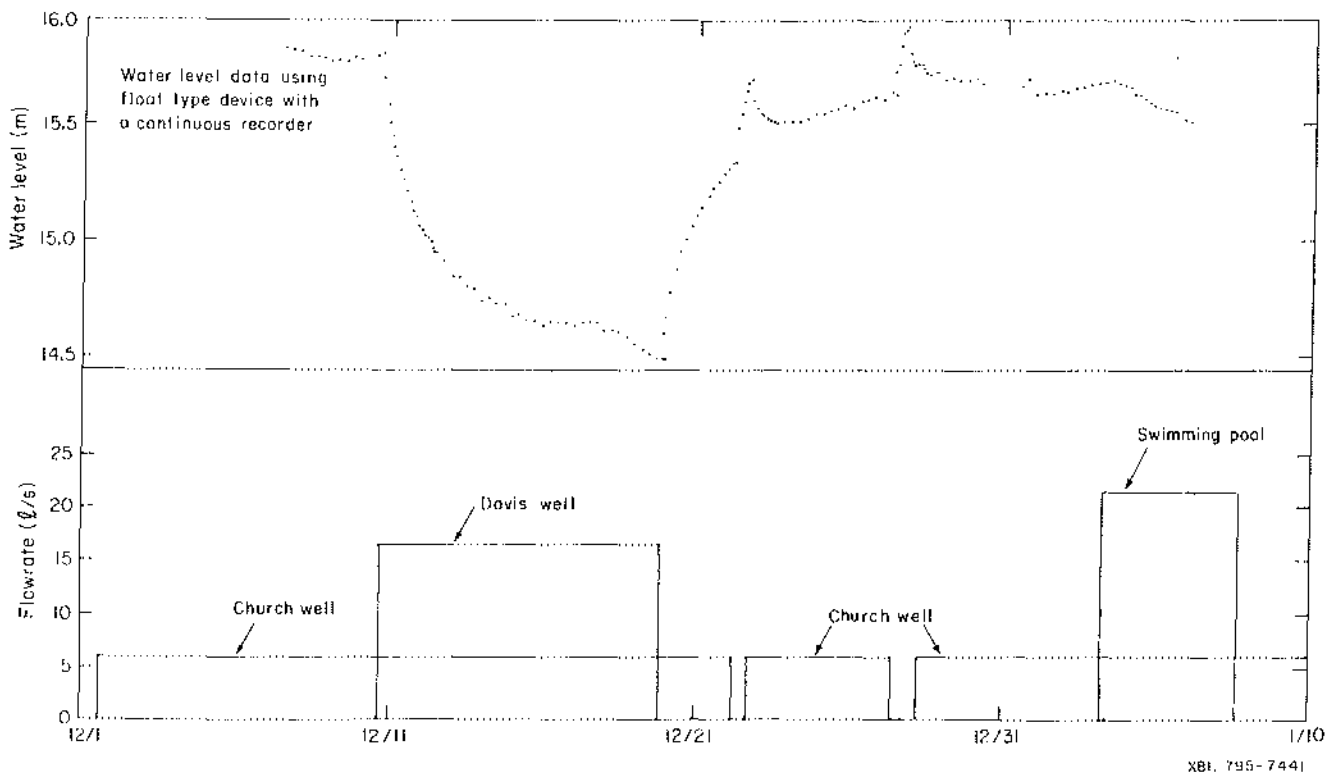 16.0
Water level data using
float type device with
a continuous recorder
15.5
Water level (m)
15.0
14.5
Swimming pool
25
20
Davis well
Flowrate (ℓ/s)
15
10
Church well
Church well
5
0
12/1
12/11
12/21
12/31
1/10
XBL 795-7441